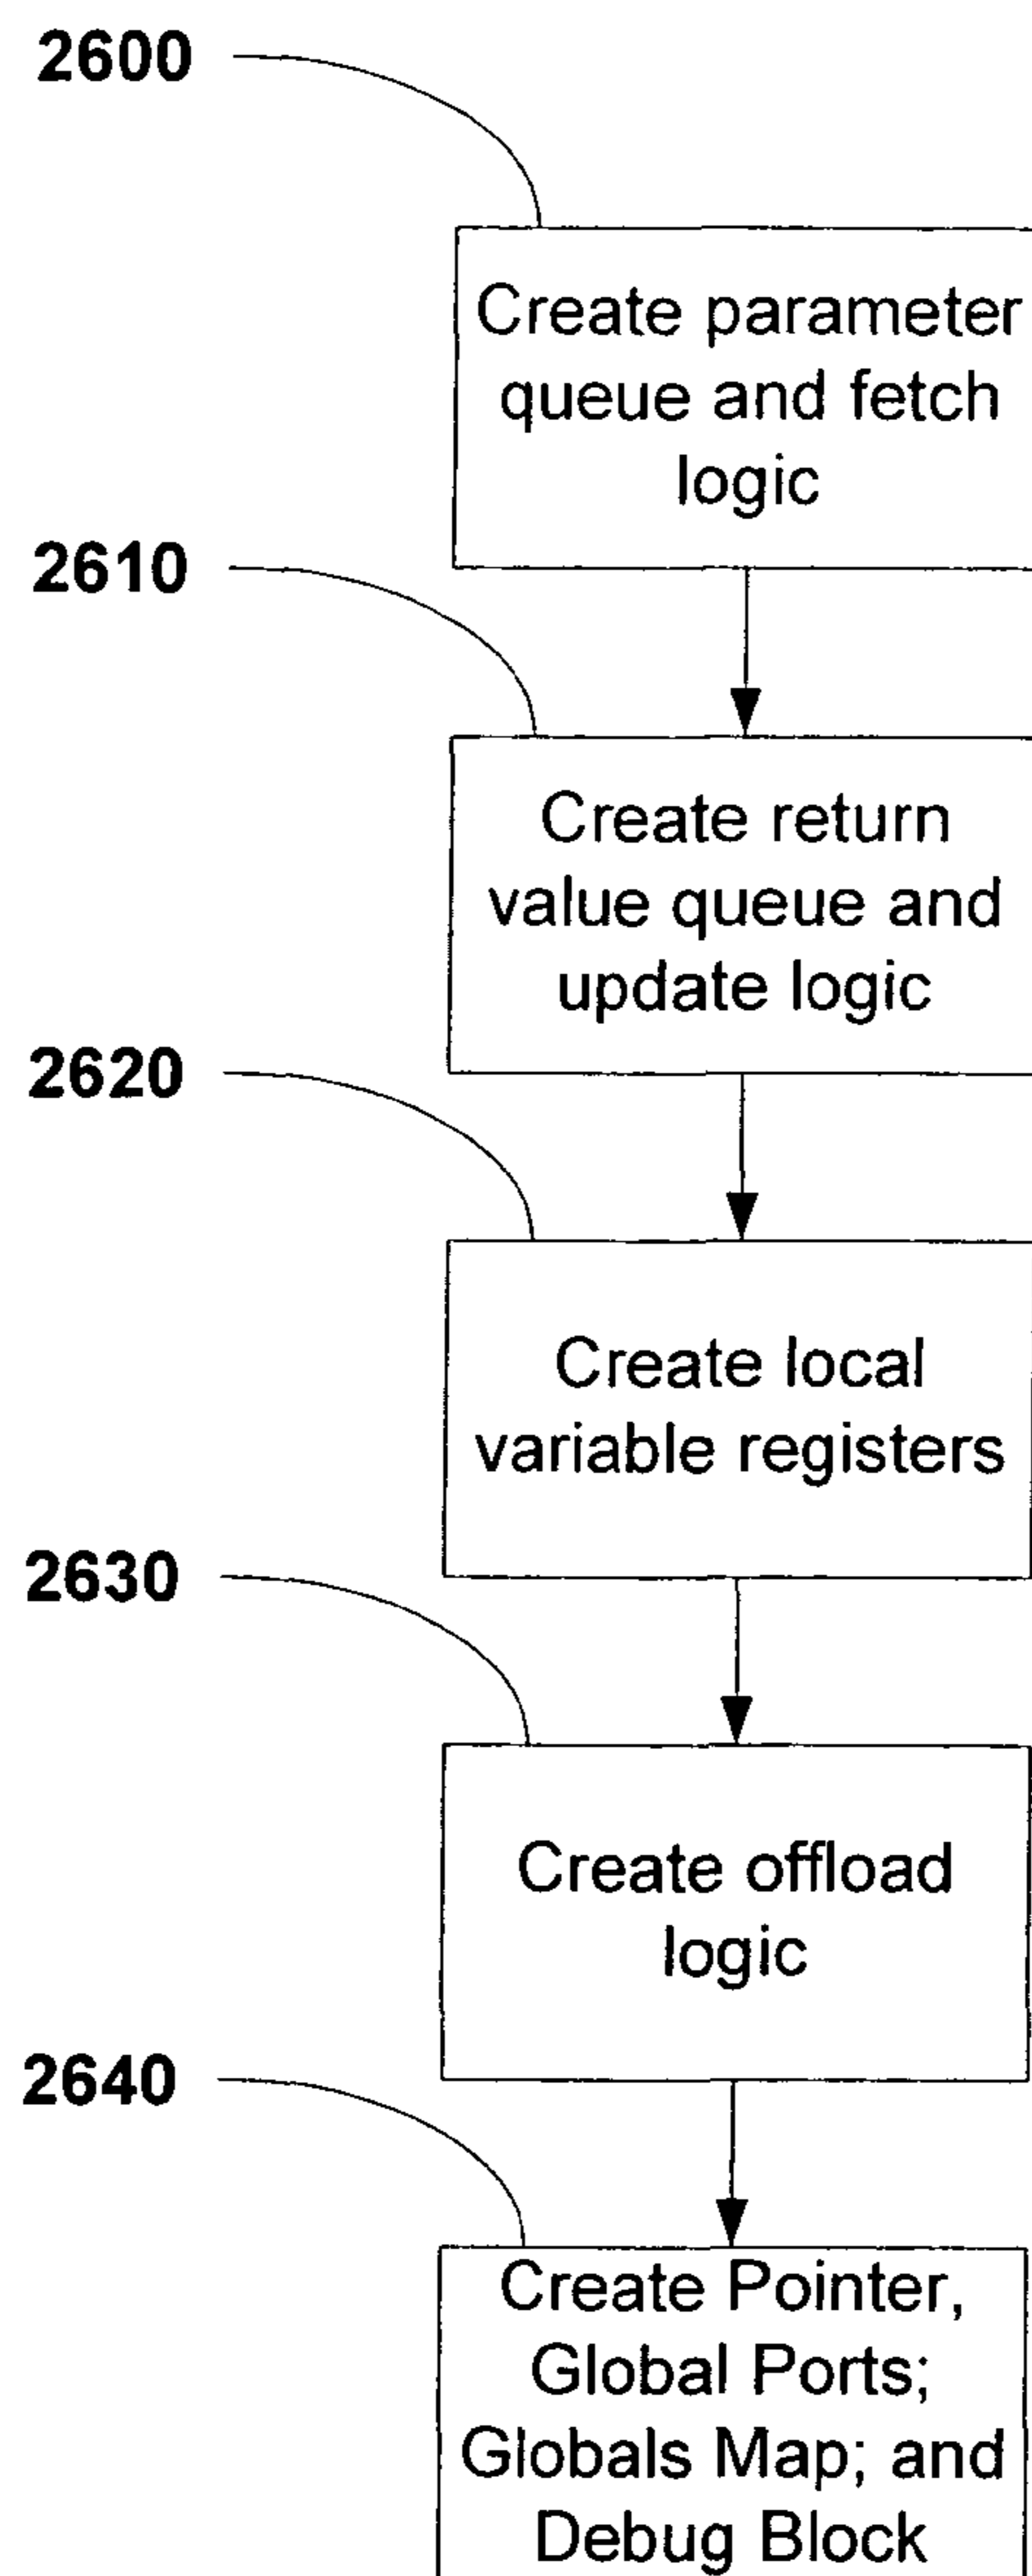 2600
Create parameter
queue and fetch
logic
2610
Create return
value queue and
update logic
2620
Create local
variable registers
2630
Create offload
logic
2640
Create Pointer,
Global Ports;
Globals Map; and
Debug Block